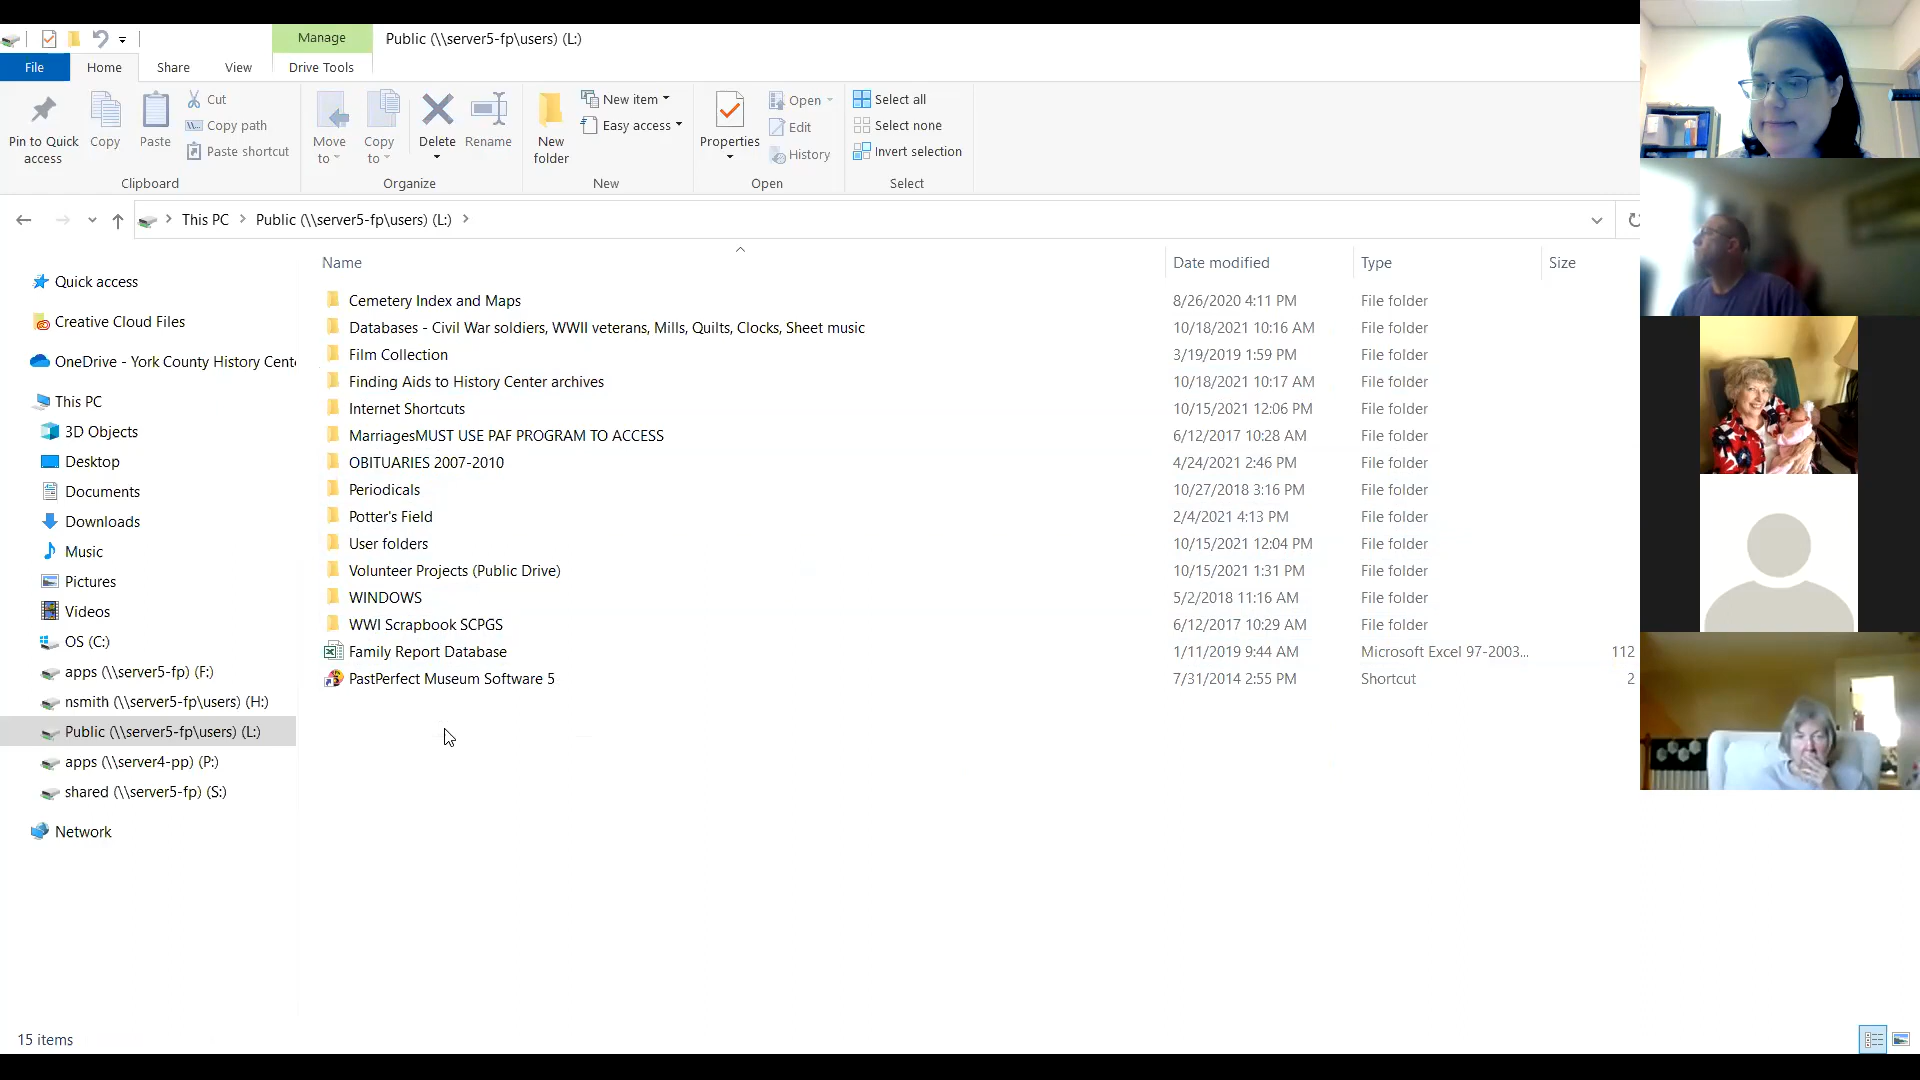 Manage
Public (\\server5-fp\users) (L:)
File
Home
Share
View
Drive Tools
Pin to Quick access
Copy
Paste
Cut
Copy path
Paste shortcut
Move to
Copy to
Delete
Rename
New folder
New item
Easy access
Properties
Open
Edit
History
Select all
Select none
Invert selection
Clipboard
Organize
New
Open
Select
This PC
Public (\\server5-fp\users) (L:)
Name
Date modified
Type
Size
Quick access
Creative Cloud Files
OneDrive - York County History Cent
This PC
3D Objects
Desktop
Documents
Downloads
Music
Pictures
Videos
OS (C:)
apps (\\server5-fp) (F:)
nsmith (\\server5-fp\users) (H:)
Public (\\server5-fp\users) (L:)
apps (\\server4-pp) (P:)
shared (\\server5-fp) (S:)
Network
Cemetery Index and Maps 8/26/2020 4:11 PM File folder
Databases - Civil War soldiers, WWII veterans, Mills, Quilts, Clocks, Sheet music 10/18/2021 10:16 AM File folder
Film Collection 3/19/2019 1:59 PM File folder
Finding Aids to History Center archives 10/18/2021 10:17 AM File folder
Internet Shortcuts 10/15/2021 12:06 PM File folder
MarriagesMUST USE PAF PROGRAM TO ACCESS 6/12/2017 10:28 AM File folder
OBITUARIES 2007-2010 4/24/2021 2:46 PM File folder
Periodicals 10/27/2018 3:16 PM File folder
Potter's Field 2/4/2021 4:13 PM File folder
User folders 10/15/2021 12:04 PM File folder
Volunteer Projects (Public Drive) 10/15/2021 1:31 PM File folder
WINDOWS 5/2/2018 11:16 AM File folder
WWI Scrapbook SCPGS 6/12/2017 10:29 AM File folder
Family Report Database 1/11/2019 9:44 AM Microsoft Excel 97-2003... 112
PastPerfect Museum Software 5 7/31/2014 2:55 PM Shortcut 2
15 items